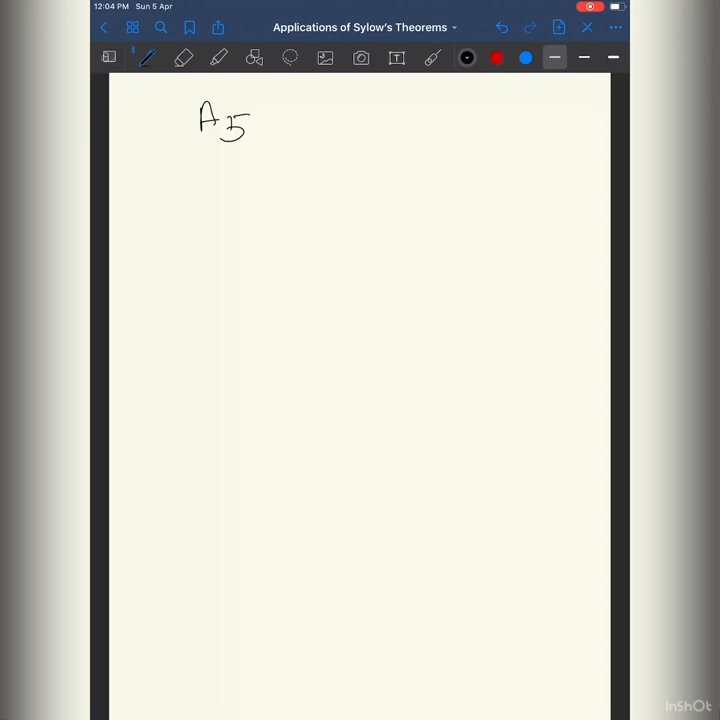 12:04 PM Sun 5 Apr
Applications of Sylow's Theorems
T
A5
InShOt